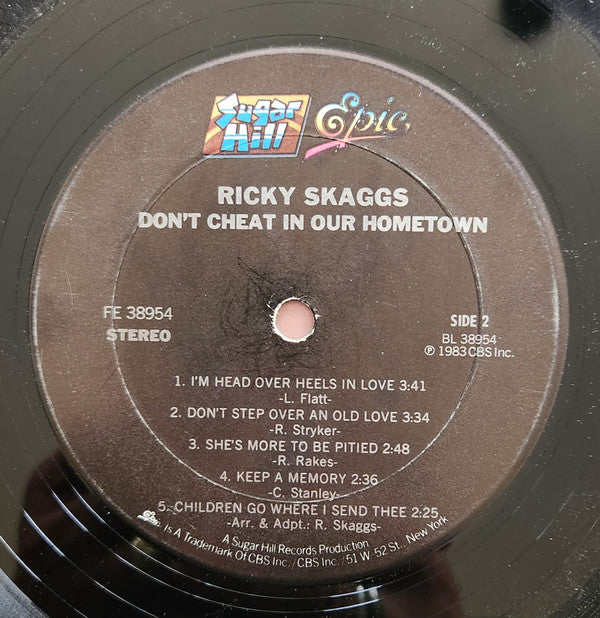 Sugar Hill
Epic
RICKY SKAGGS
DON'T CHEAT IN OUR HOMETOWN
FE 38954
STEREO
SIDE 2
BL 38954
℗ 1983 CBS Inc.
1. I'M HEAD OVER HEELS IN LOVE 3:41
-L. Flatt-
2. DON'T STEP OVER AN OLD LOVE 3:34
-R. Stryker-
3. SHE'S MORE TO BE PITIED 2:48
-R. Rakes-
4. KEEP A MEMORY 2:36
-C. Stanley-
5. CHILDREN GO WHERE I SEND THEE 2:25
-Arr. & Adpt.: R. Skaggs-
A Sugar Hill Records Production
Epic, Is A Trademark Of CBS Inc./CBS Inc./51 W. 52 St., New York